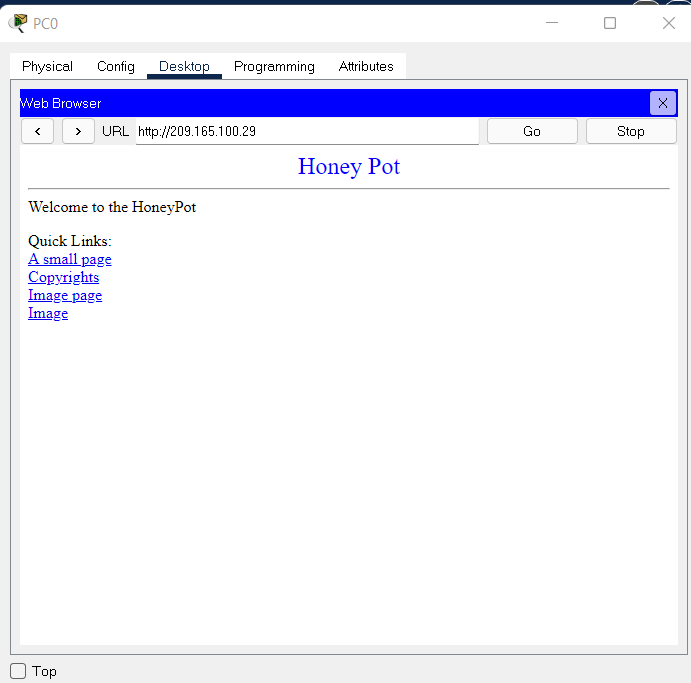 PC0
Physical Config Desktop Programming Attributes
Web Browser X
< > URL http://209.165.100.29 Go Stop
Honey Pot
Welcome to the HoneyPot
Quick Links:
A small page
Copyrights
Image page
Image
Top